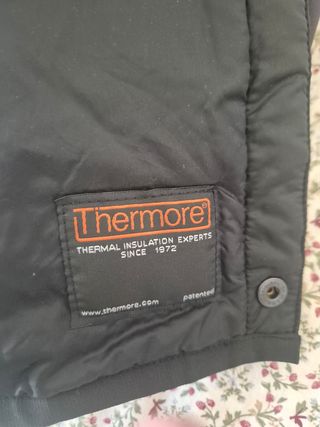 Thermore®
THERMAL INSULATION EXPERTS
SINCE 1972
www.thermore.com patented